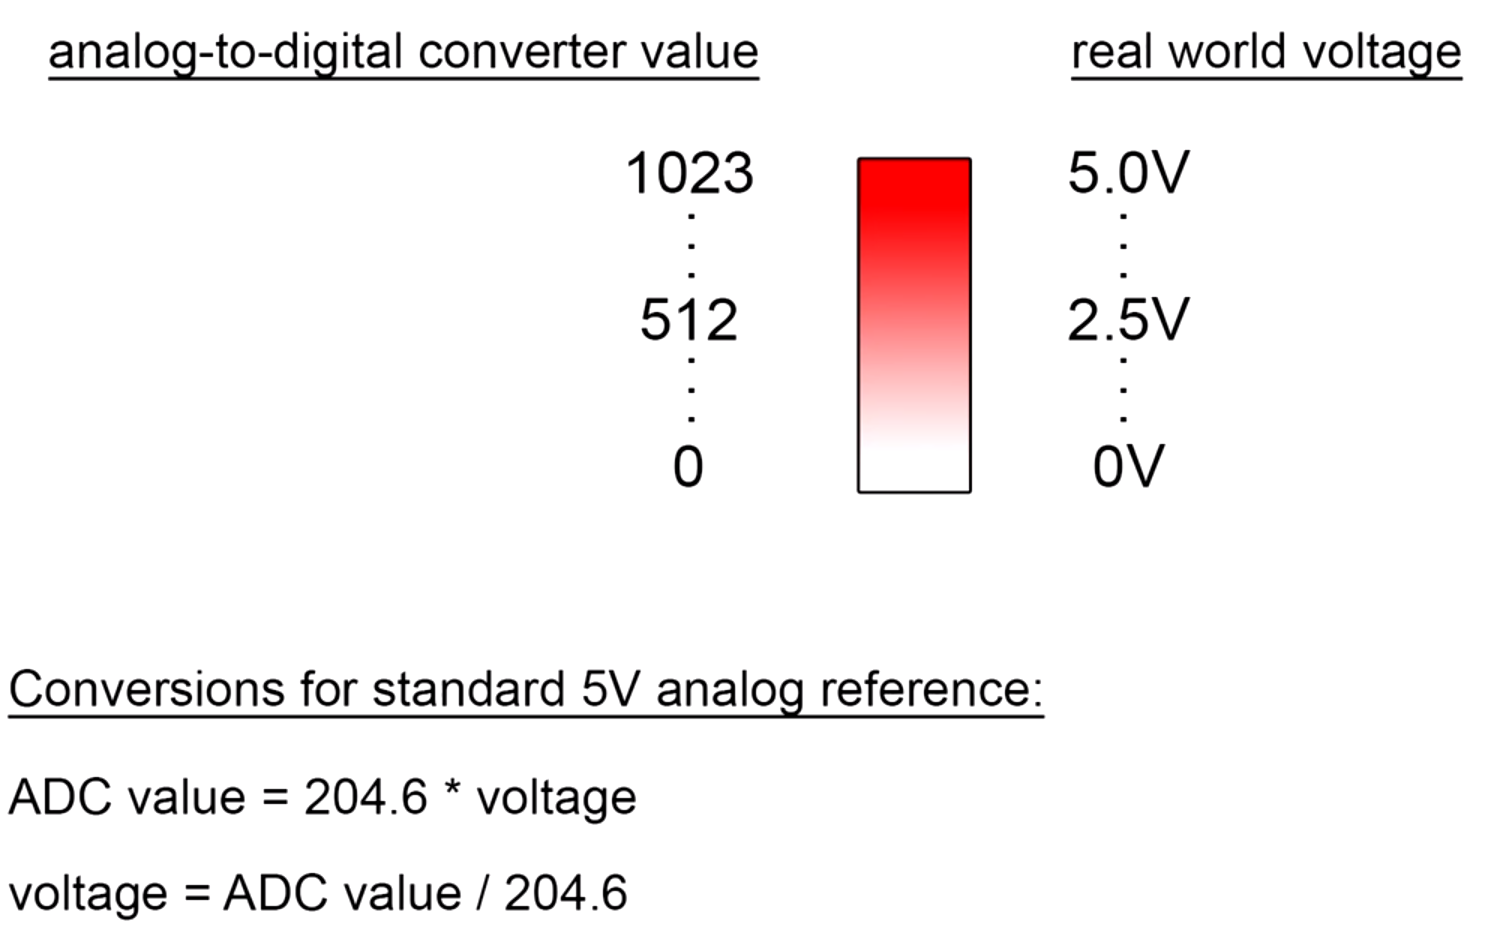 analog-to-digital converter value real world voltage
1023 5.0V
512 2.5V
0 0V
Conversions for standard 5V analog reference:
ADC value = 204.6 * voltage
voltage = ADC value / 204.6